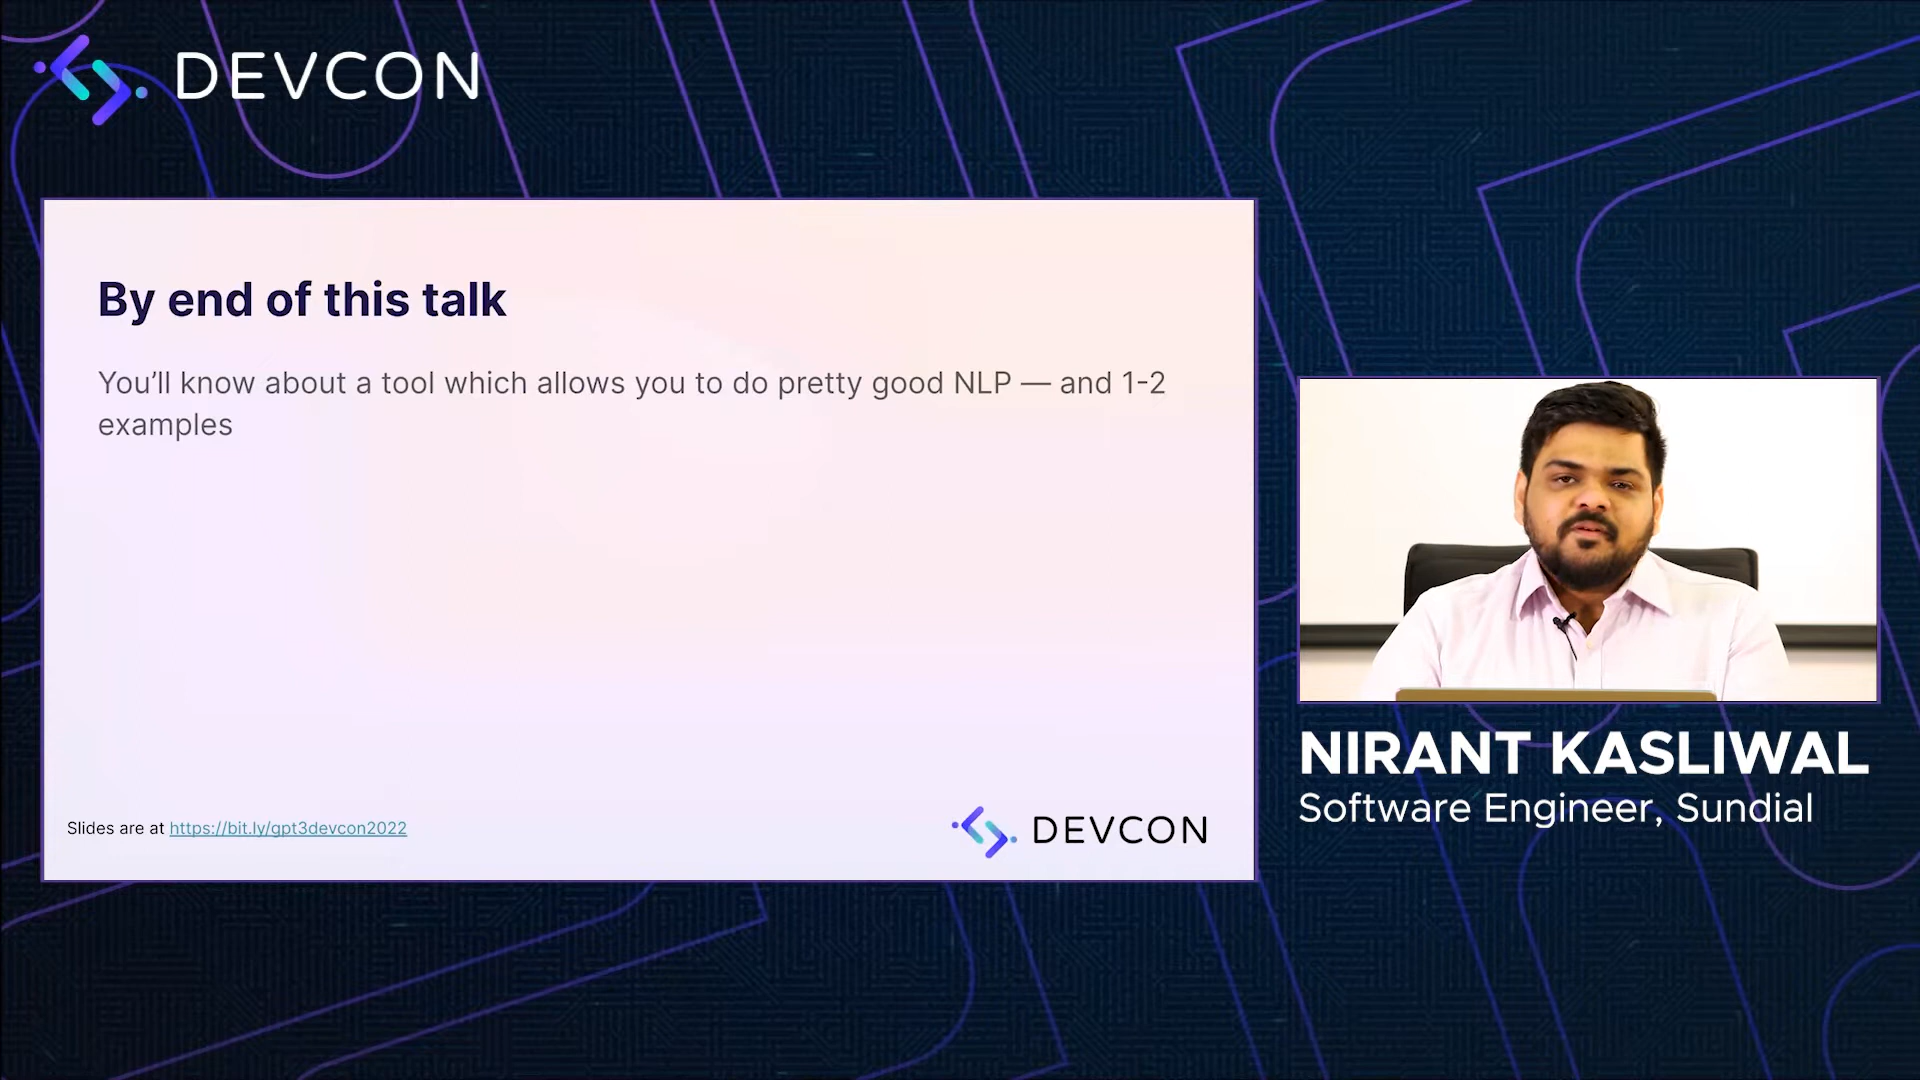 DEVCON
By end of this talk
You’ll know about a tool which allows you to do pretty good NLP — and 1-2
examples
Slides are at https://bit.ly/gpt3devcon2022
DEVCON
NIRANT KASLIWAL
Software Engineer, Sundial